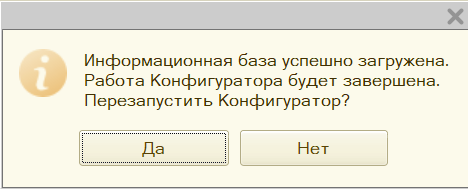 Информационная база успешно загружена.
Работа Конфигуратора будет завершена.
Перезапустить Конфигуратор?
Да
Нет